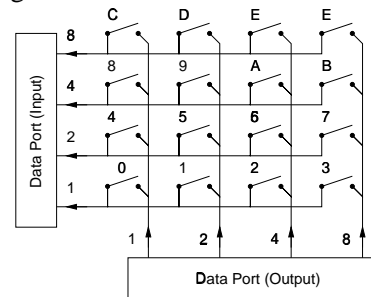 g
C D E E
8
8 9 A B
4
4 5 6 7
2
0 1 2 3
1
1 2 4 8
Data Port (Input)
Data Port (Output)